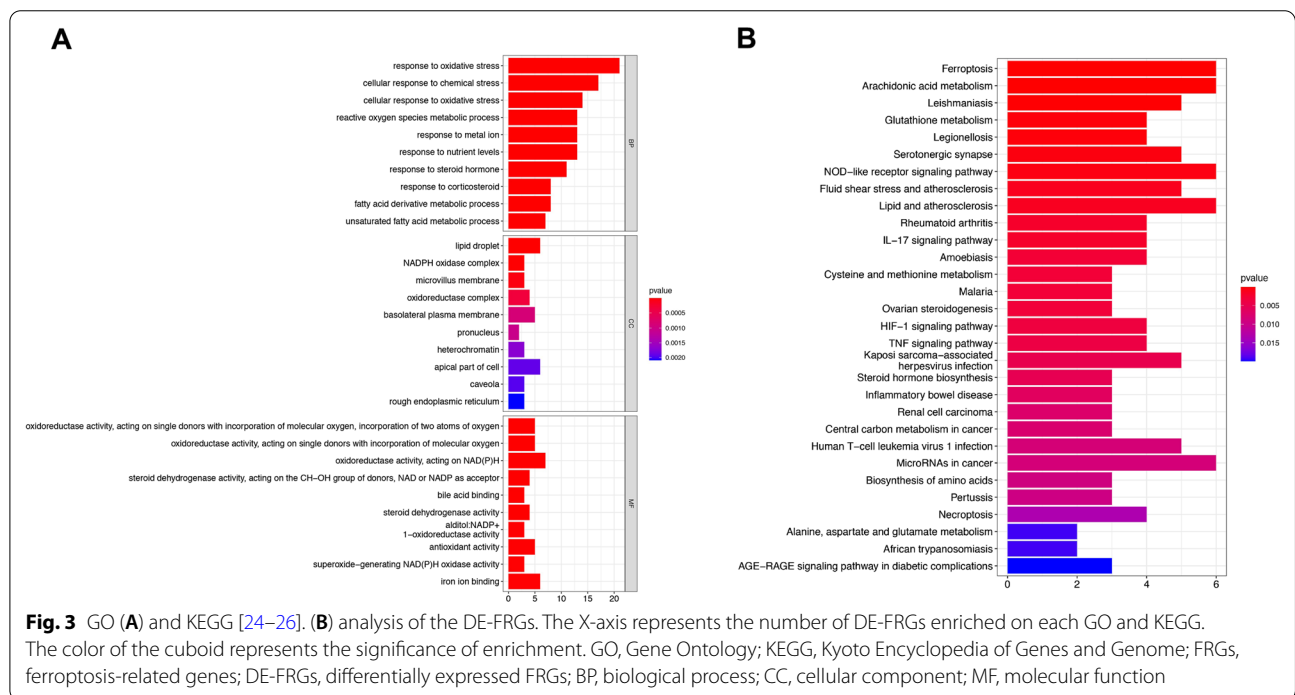 A
response to oxidative stress
cellular response to chemical stress
cellular response to oxidative stress
reactive oxygen species metabolic process
response to metal ion
response to nutrient levels
response to steroid hormone
response to corticosteroid
fatty acid derivative metabolic process
unsaturated fatty acid metabolic process
BP
lipid droplet
NADPH oxidase complex
microvillus membrane
oxidoreductase complex
basolateral plasma membrane
pronucleus
heterochromatin
apical part of cell
caveola
rough endoplasmic reticulum
CC
oxidoreductase activity, acting on single donors with incorporation of molecular oxygen, incorporation of two atoms of oxygen
oxidoreductase activity, acting on single donors with incorporation of molecular oxygen
oxidoreductase activity, acting on NAD(P)H
steroid dehydrogenase activity, acting on the CH−OH group of donors, NAD or NADP as acceptor
bile acid binding
steroid dehydrogenase activity
alditol:NADP+
1−oxidoreductase activity
antioxidant activity
superoxide−generating NAD(P)H oxidase activity
iron ion binding
MF
0 5 10 15 20
pvalue
0.0005
0.0010
0.0015
0.0020
B
Ferroptosis
Arachidonic acid metabolism
Leishmaniasis
Glutathione metabolism
Legionellosis
Serotonergic synapse
NOD−like receptor signaling pathway
Fluid shear stress and atherosclerosis
Lipid and atherosclerosis
Rheumatoid arthritis
IL−17 signaling pathway
Amoebiasis
Cysteine and methionine metabolism
Malaria
Ovarian steroidogenesis
HIF−1 signaling pathway
TNF signaling pathway
Kaposi sarcoma−associated
herpesvirus infection
Steroid hormone biosynthesis
Inflammatory bowel disease
Renal cell carcinoma
Central carbon metabolism in cancer
Human T−cell leukemia virus 1 infection
MicroRNAs in cancer
Biosynthesis of amino acids
Pertussis
Necroptosis
Alanine, aspartate and glutamate metabolism
African trypanosomiasis
AGE−RAGE signaling pathway in diabetic complications
0 2 4 6
pvalue
0.005
0.010
0.015
Fig. 3 GO (A) and KEGG [24–26]. (B) analysis of the DE-FRGs. The X-axis represents the number of DE-FRGs enriched on each GO and KEGG.
The color of the cuboid represents the significance of enrichment. GO, Gene Ontology; KEGG, Kyoto Encyclopedia of Genes and Genome; FRGs,
ferroptosis-related genes; DE-FRGs, differentially expressed FRGs; BP, biological process; CC, cellular component; MF, molecular function